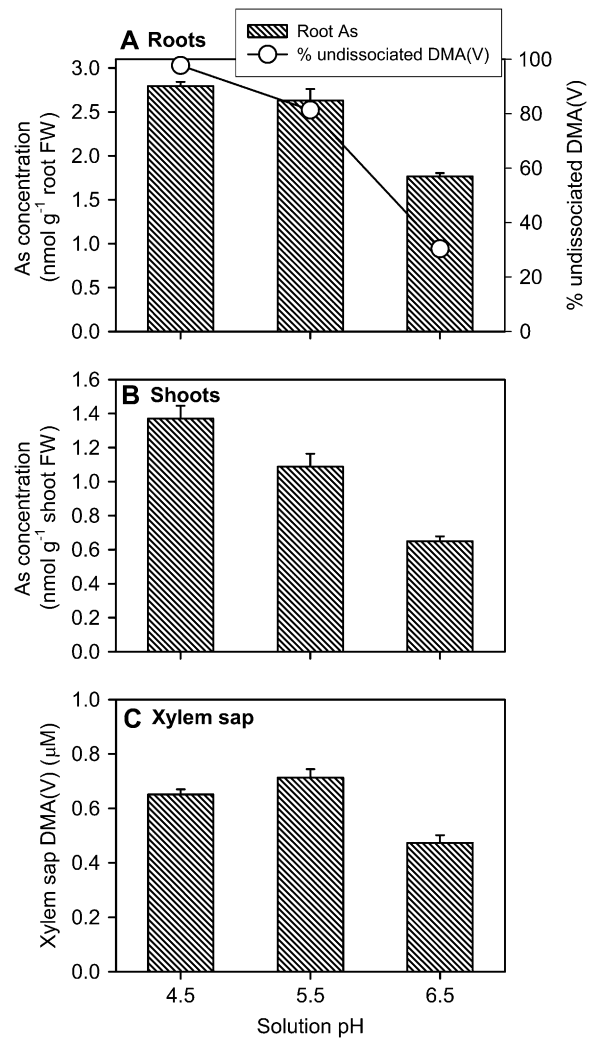 Root As
% undissociated DMA(V)
A Roots
As concentration
(nmol g⁻¹ root FW)
3.0
2.5
2.0
1.5
1.0
0.5
0.0
100
80
60
40
20
0
% undissociated DMA(V)
B Shoots
As concentration
(nmol g⁻¹ shoot FW)
1.6
1.4
1.2
1.0
0.8
0.6
0.4
0.2
0.0
C Xylem sap
Xylem sap DMA(V) (μM)
1.0
0.8
0.6
0.4
0.2
0.0
4.5 5.5 6.5
Solution pH